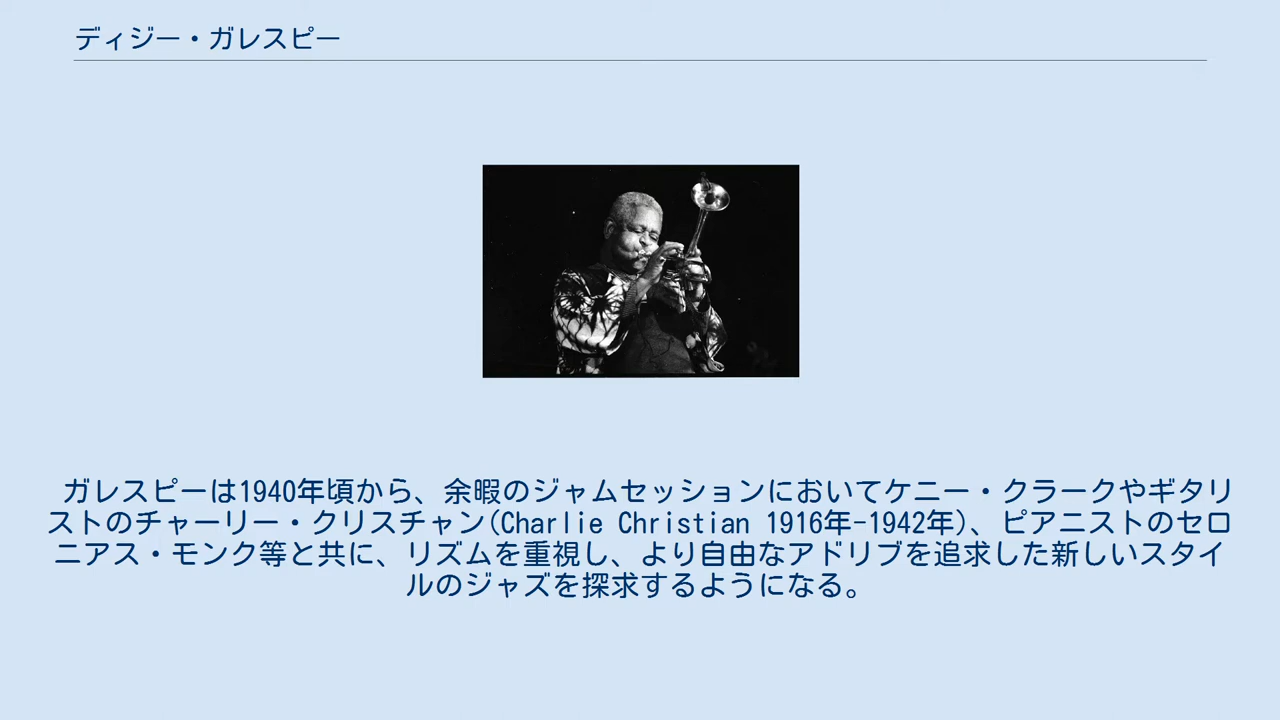 ディジー・ガレスピー
ガレスピーは1940年頃から、余暇のジャムセッションにおいてケニー・クラークやギタリ
ストのチャーリー・クリスチャン(Charlie Christian 1916年-1942年)、ピアニストのセロ
ニアス・モンク等と共に、リズムを重視し、より自由なアドリブを追求した新しいスタイ
ルのジャズを探求するようになる。